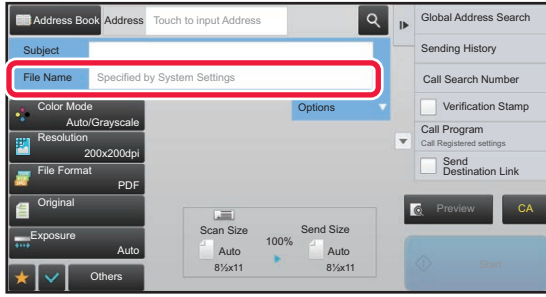 Address Book Address Touch to input Address
Subject
File Name Specified by System Settings
Color Mode
Auto/Grayscale
Options
Resolution
200x200dpi
File Format
PDF
Original
Exposure
Auto
Others
Scan Size
Auto
8½x11
100%
Send Size
Auto
8½x11
Global Address Search
Sending History
Call Search Number
Verification Stamp
Call Program
Call Registered settings
Send
Destination Link
Preview
CA
Start